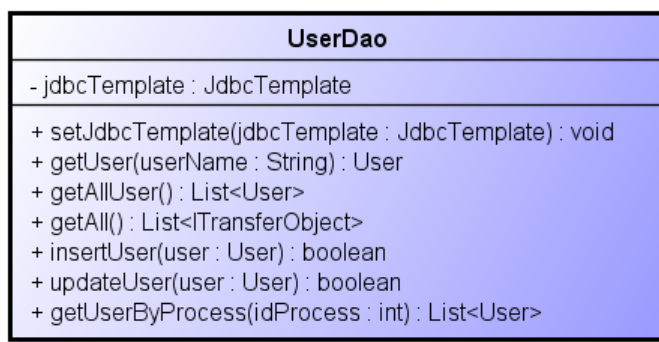 UserDao
- jdbcTemplate : JdbcTemplate
+ setJdbcTemplate(jdbcTemplate : JdbcTemplate) : void
+ getUser(userName : String) : User
+ getAllUser() : List<User>
+ getAll() : List<ITransferObject>
+ insertUser(user : User) : boolean
+ updateUser(user : User) : boolean
+ getUserByProcess(idProcess : int) : List<User>